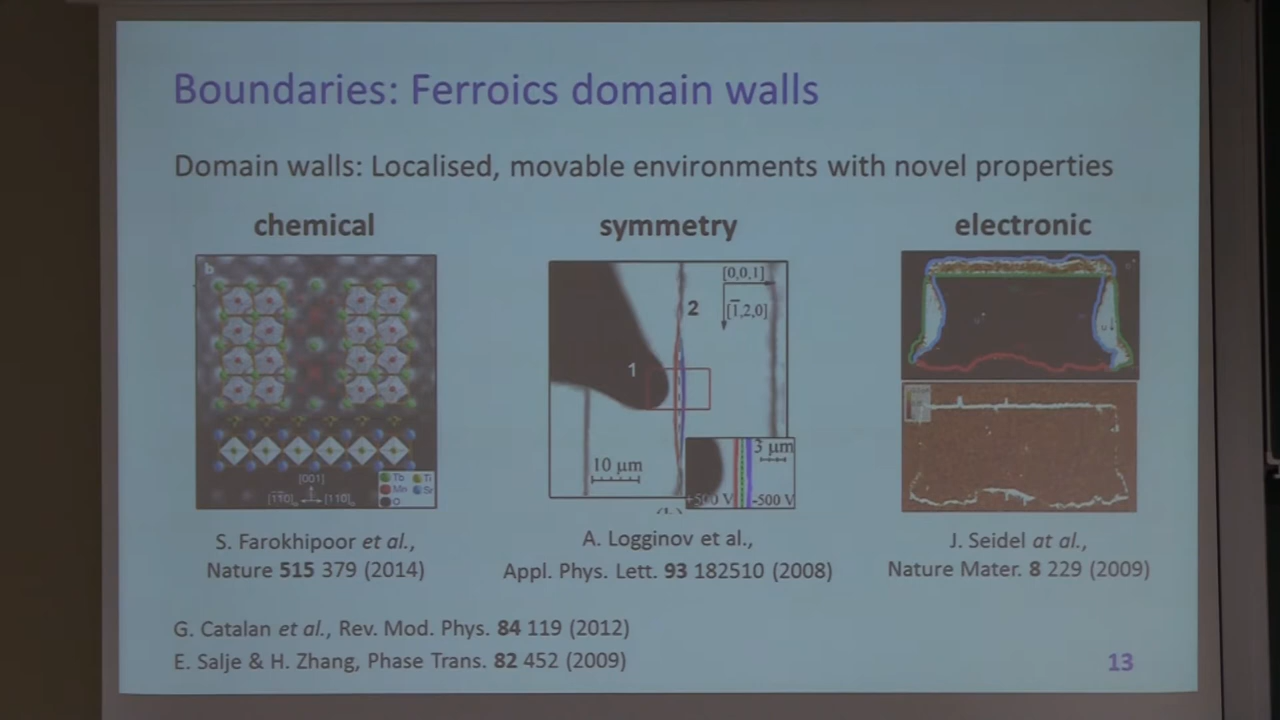 Boundaries: Ferroics domain walls
Domain walls: Localised, movable environments with novel properties
chemical
symmetry
electronic
b
[001]
[110]
Tb
Ti
Mn
Sr
O
[0,0,1]
[1̅,2,0]
2
1
10 μm
3 μm
+500 V
-500 V
S. Farokhipoor et al.,
Nature 515 379 (2014)
A. Logginov et al.,
Appl. Phys. Lett. 93 182510 (2008)
J. Seidel at al.,
Nature Mater. 8 229 (2009)
G. Catalan et al., Rev. Mod. Phys. 84 119 (2012)
E. Salje & H. Zhang, Phase Trans. 82 452 (2009)
13